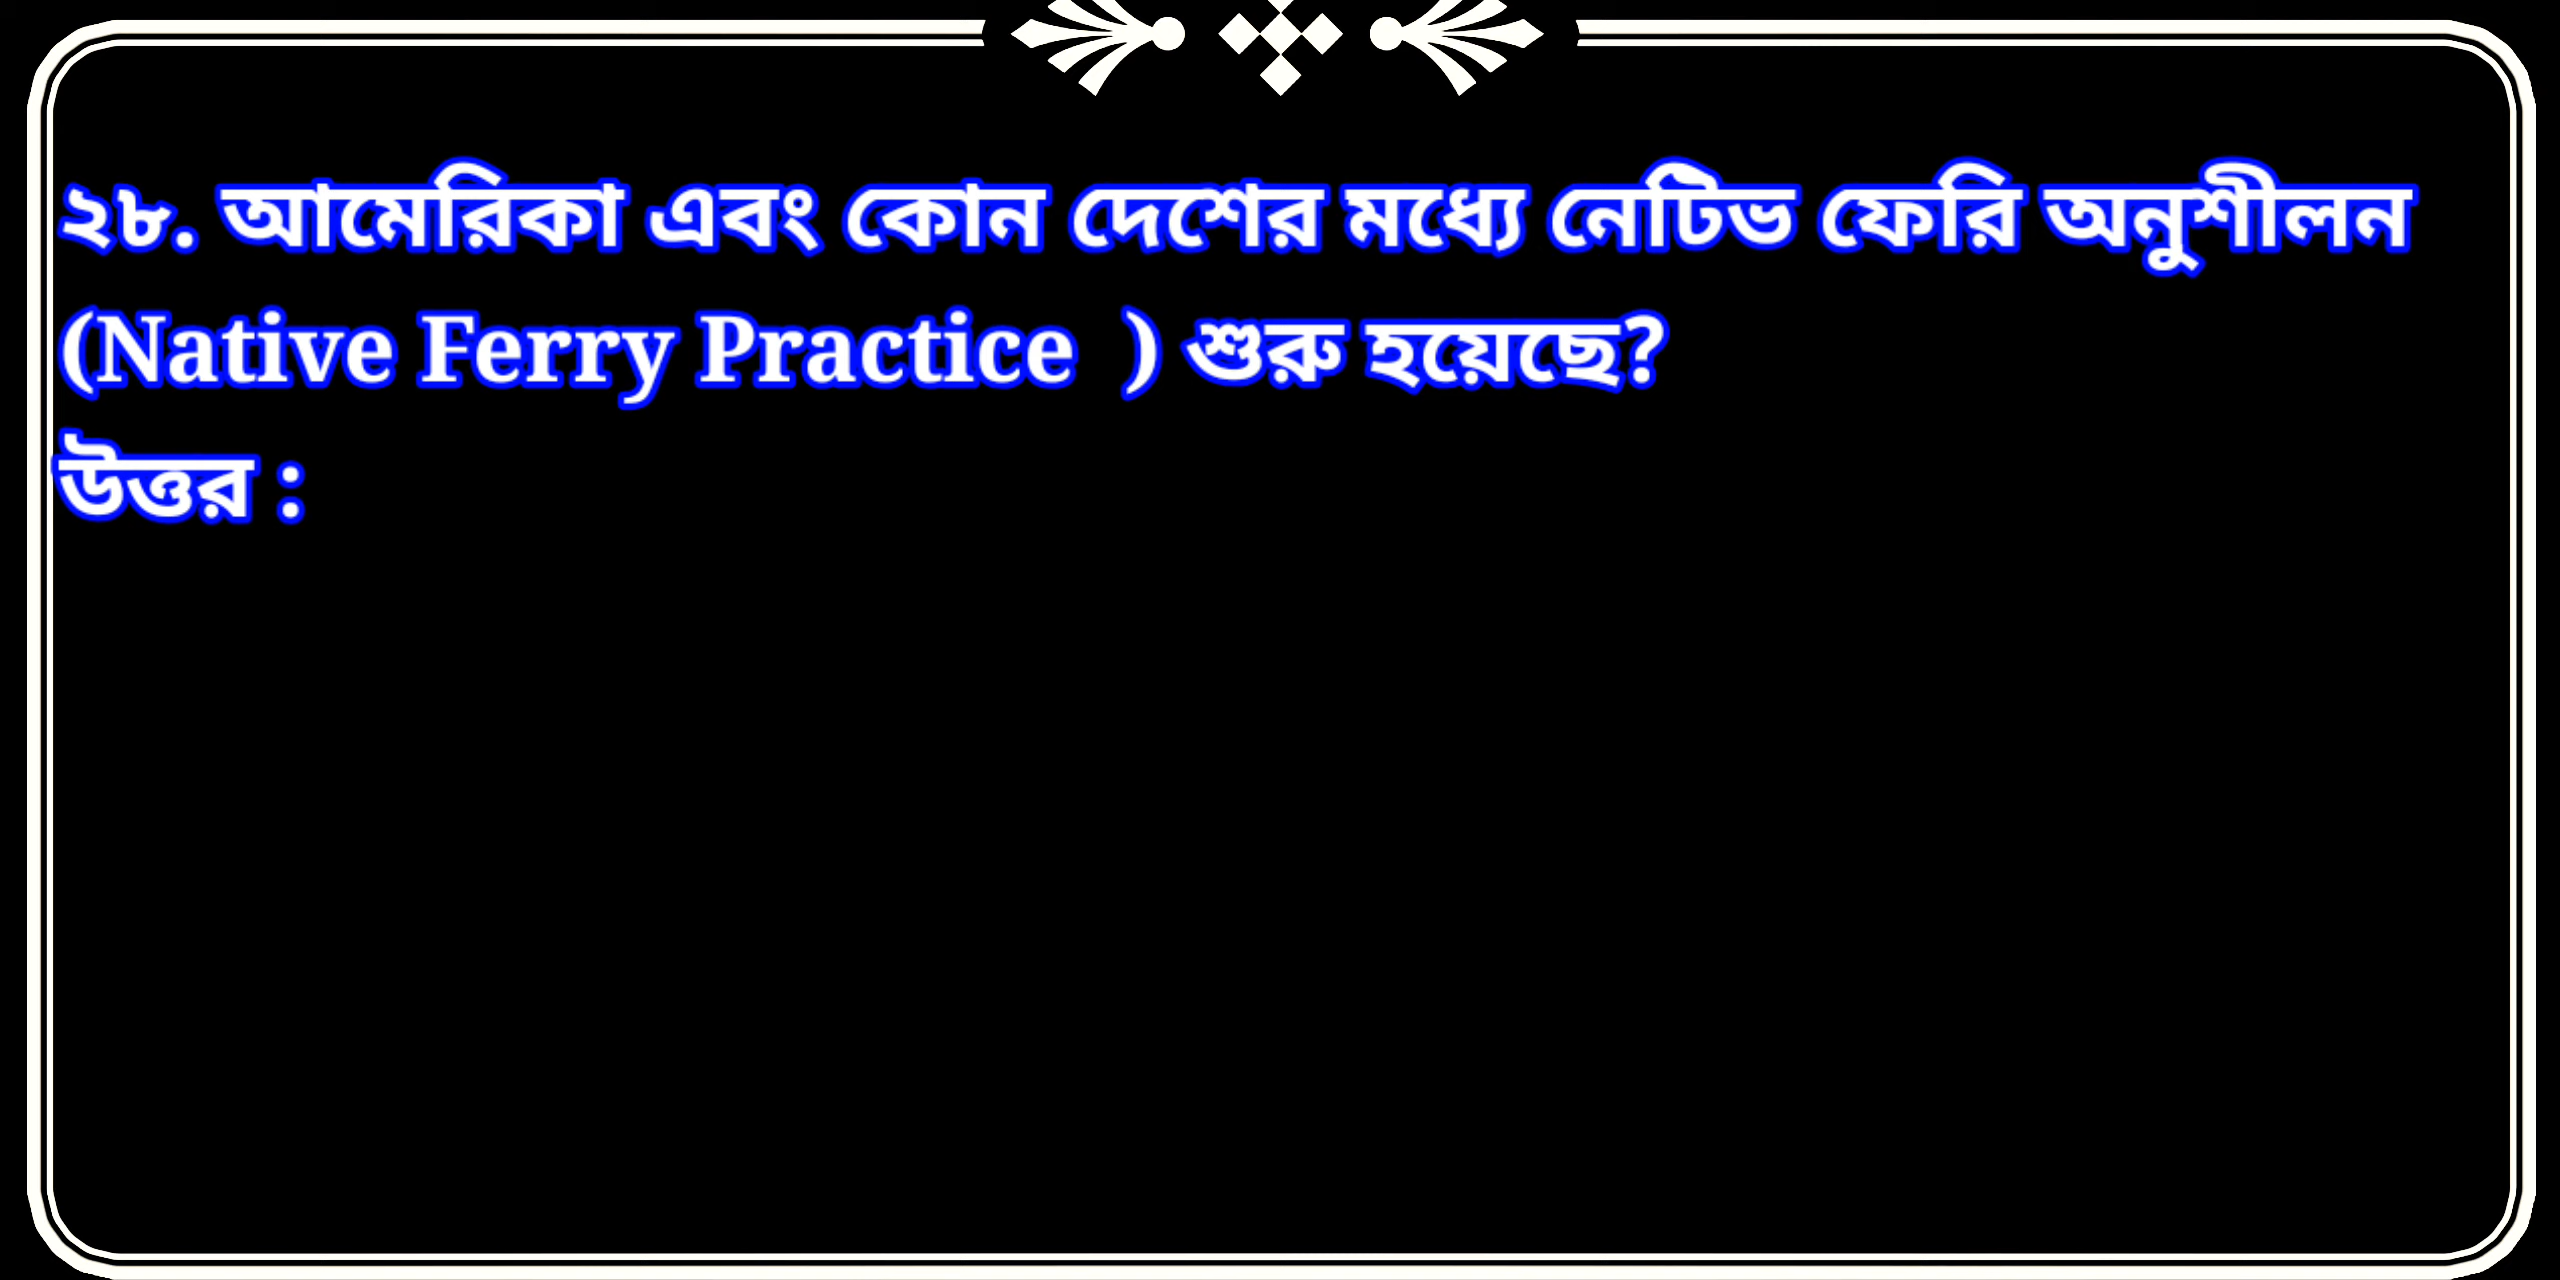 ২৮. আমেরিকা এবং কোন দেশের মধ্যে নেটিভ ফেরি অনুশীলন
(Native Ferry Practice  ) শুরু হয়েছে?
উত্তর :